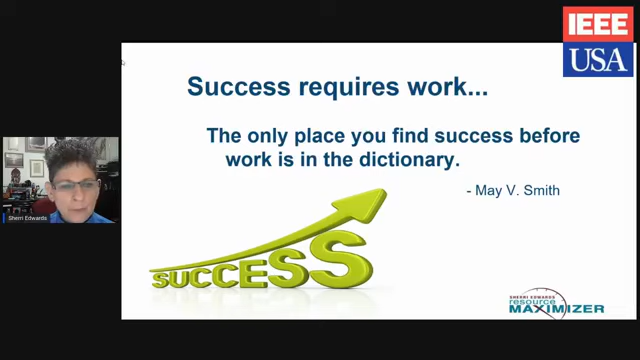 IEEE
USA
Success requires work...
The only place you find success before
work is in the dictionary.
- May V. Smith
SUCCESS
Sherri Edwards
SHERRI EDWARDS
resource
MAXIMIZER